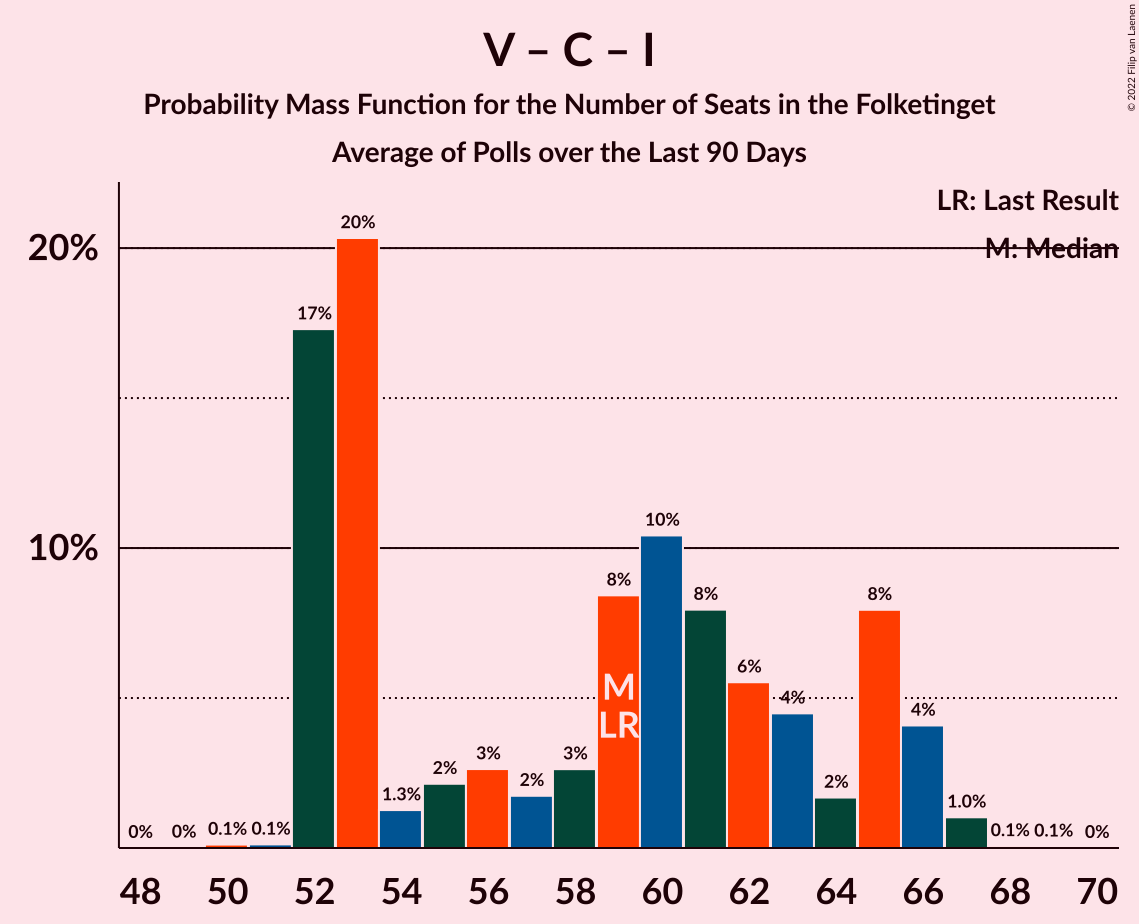 V – C – I
Probability Mass Function for the Number of Seats in the Folketinget
Average of Polls over the Last 90 Days
© 2022 Filip van Laenen
LR: Last Result
M: Median
20%
10%
0% 0% 0.1% 0.1% 17% 20% 1.3% 2% 3% 2% 3% 8% 10% 8% 6% 4% 2% 8% 4% 1.0% 0.1% 0.1% 0%
M
LR
48 50 52 54 56 58 60 62 64 66 68 70